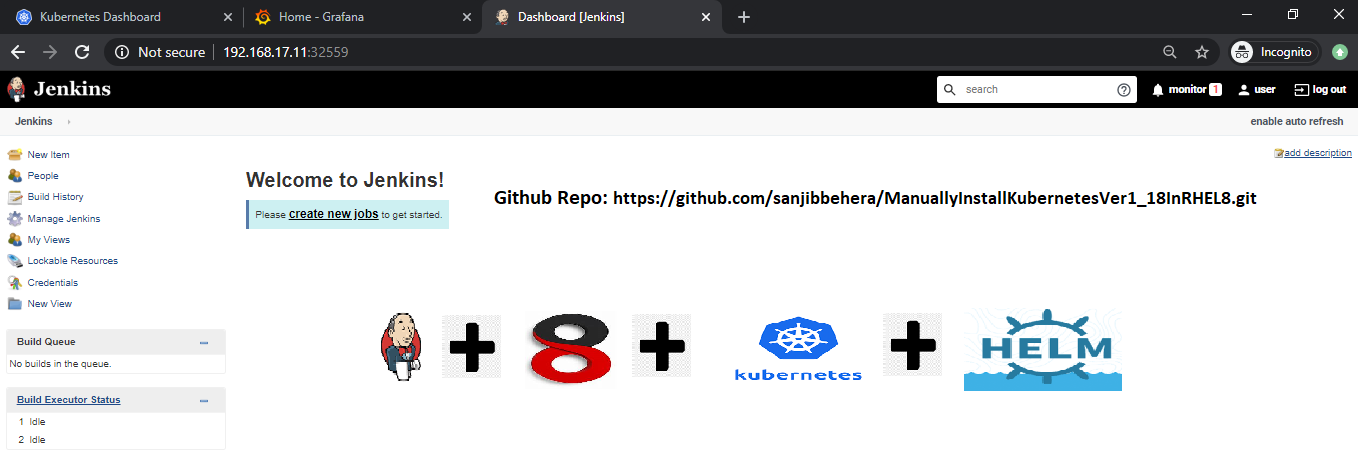 Kubernetes Dashboard
Home - Grafana
Dashboard [Jenkins]
Not secure
192.168.17.11:32559
Incognito
Jenkins
search
monitor 1
user
log out
Jenkins
enable auto refresh
New Item
People
Build History
Manage Jenkins
My Views
Lockable Resources
Credentials
New View
add description
Welcome to Jenkins!
Please create new jobs to get started.
Github Repo: https://github.com/sanjibbehera/ManuallyInstallKubernetesVer1_18InRHEL8.git
kubernetes
HELM
Build Queue
No builds in the queue.
Build Executor Status
1 Idle
2 Idle